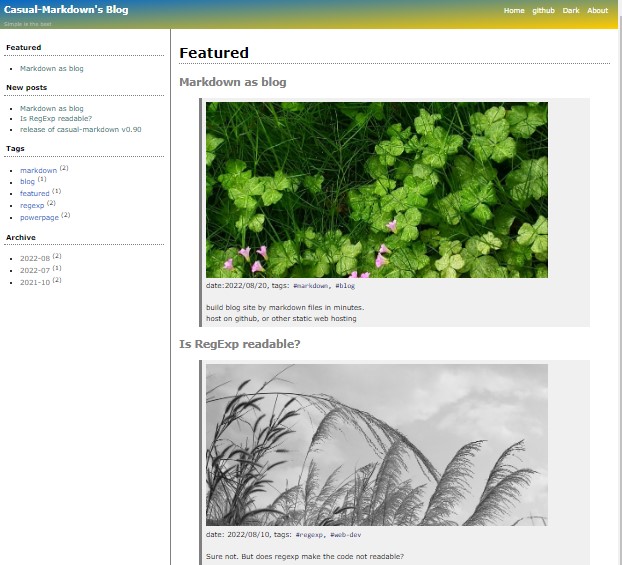 Casual-Markdown's Blog
Home github Dark About
Simple is the best
Featured
Markdown as blog
New posts
Markdown as blog
Is RegExp readable?
release of casual-markdown v0.90
Tags
markdown (2)
blog (1)
featured (1)
regexp (2)
powerpage (2)
Archive
2022-08 (2)
2022-07 (1)
2021-10 (2)
Featured
Markdown as blog
date:2022/08/20, tags: #markdown, #blog
build blog site by markdown files in minutes.
host on github, or other static web hosting
Is RegExp readable?
date: 2022/08/10, tags: #regexp, #web-dev
Sure not. But does regexp make the code not readable?